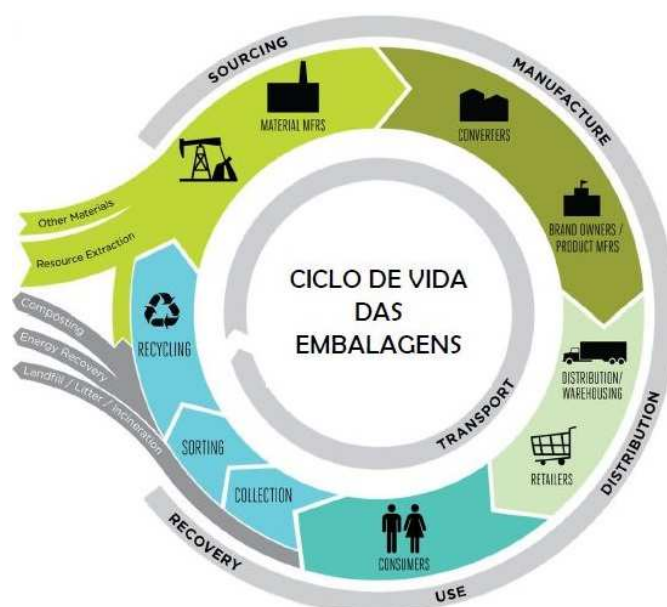 SOURCING
MANUFACTURE
MATERIAL MFRS
CONVERTERS
BRAND OWNERS /
PRODUCT MFRS
Other Materials
Resource Extraction
Composting
Energy Recovery
Landfill / Litter / Incineration
RECYCLING
CICLO DE VIDA
DAS
EMBALAGENS
TRANSPORT
DISTRIBUTION/
WAREHOUSING
RETAILERS
DISTRIBUTION
SORTING
COLLECTION
CONSUMERS
RECOVERY
USE